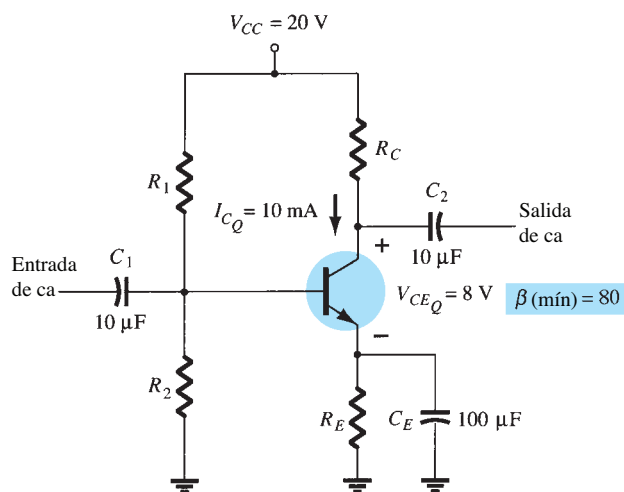 V_CC = 20 V
R_C
R_1
I_CQ = 10 mA
C_2
Salida
de ca
+
10 μF
Entrada
de ca
C_1
10 μF
V_CEQ = 8 V
β (mín) = 80
−
R_2
R_E
C_E
100 μF